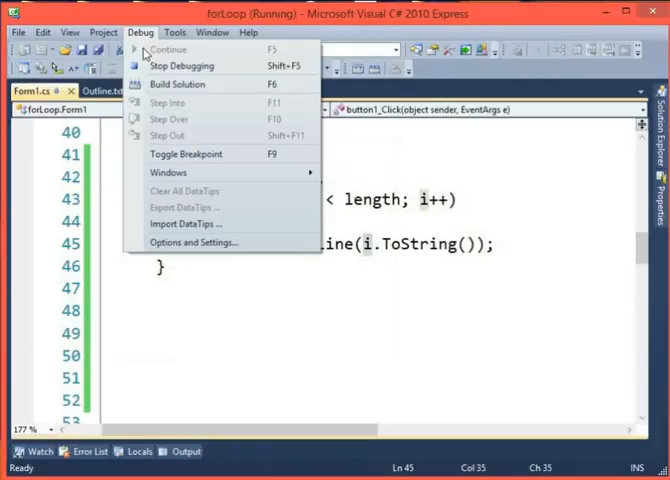 forLoop (Running) - Microsoft Visual C# 2010 Express
File Edit View Project Debug Tools Window Help
Continue F5
Stop Debugging Shift+F5
Build Solution F6
Step Into F11
Step Over F10
Step Out Shift+F11
Toggle Breakpoint F9
Windows
Clear All DataTips
Export DataTips ...
Import DataTips ...
Options and Settings...
Form1.cs Outline.txt
forLoop.Form1 button1_Click(object sender, EventArgs e)
40
41
43 < length; i++)
45 Line(i.ToString());
46 }
47
48
49
50
51
52
53
177 %
Solution Explorer
Properties
Watch Error List Locals Output
Ready Ln 45 Col 35 Ch 35 INS